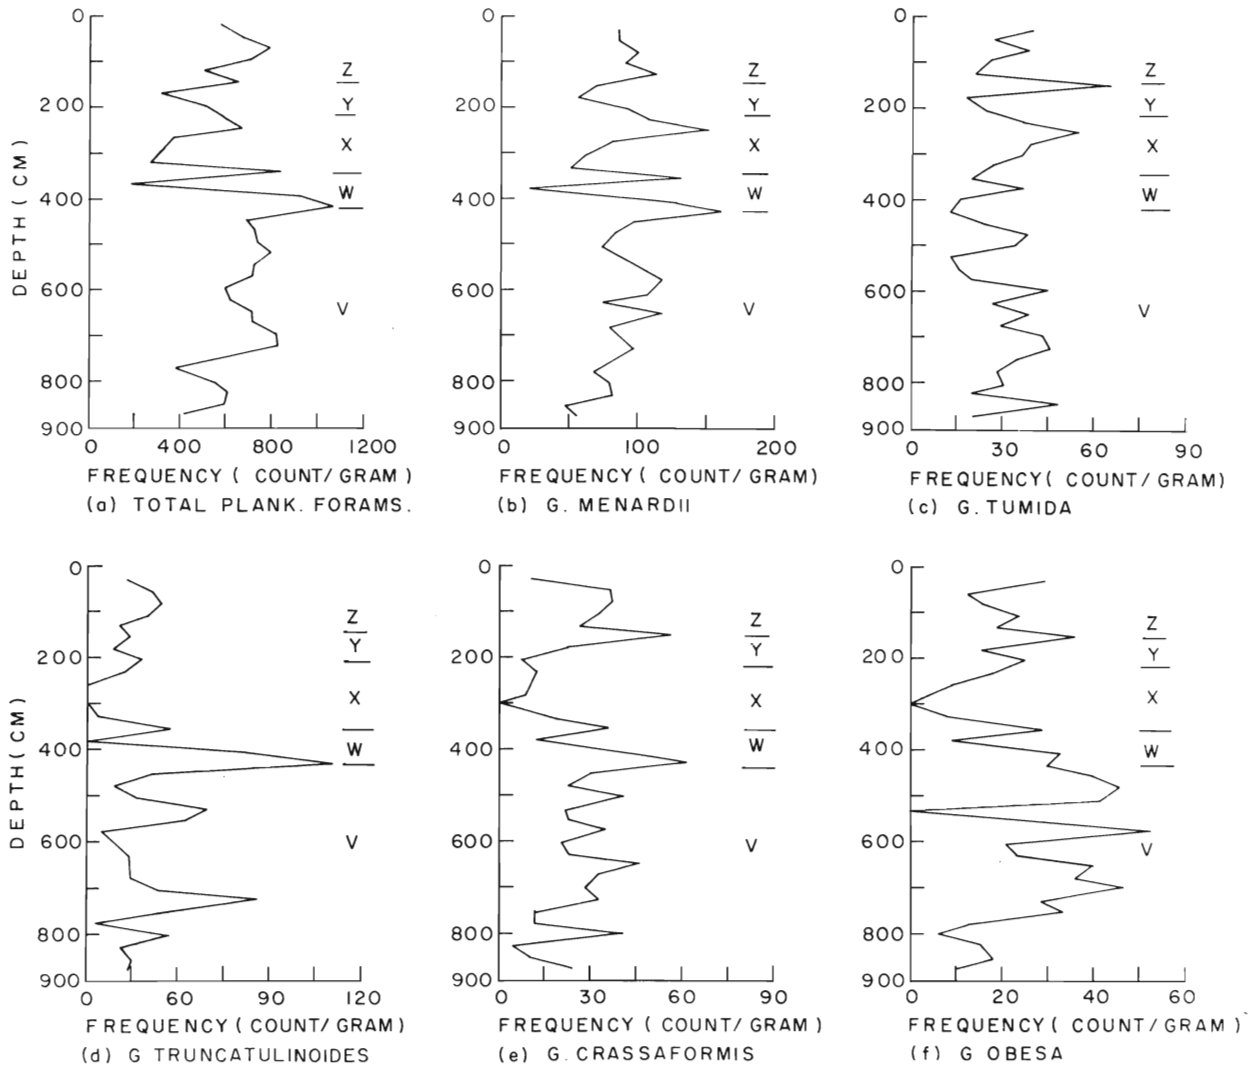 0
200
400
600
800
900
DEPTH (CM)
Z
Y
X
W
V
0 400 800 1200
FREQUENCY ( COUNT/ GRAM )
(a) TOTAL PLANK. FORAMS.
0
200
400
600
800
900
Z
Y
X
W
V
0 100 200
FREQUENCY ( COUNT/ GRAM)
(b) G. MENARDII
0
200
400
600
800
900
Z
Y
X
W
V
0 30 60 90
FREQUENCY( COUNT/ GRAM)
(c) G. TUMIDA
0
200
400
600
800
900
DEPTH ( CM )
Z
Y
X
W
V
0 60 90 120
FREQUENCY ( COUNT/ GRAM )
(d) G TRUNCATULINOIDES
0
200
400
600
800
900
Z
Y
X
W
V
0 30 60 90
FREQUENCY ( COUNT/ GRAM )
(e) G. CRASSAFORMIS
0
200
400
600
800
900
Z
Y
X
W
V
0 20 40 60
FREQUENCY ( COUNT/ GRAM )
(f) G OBESA